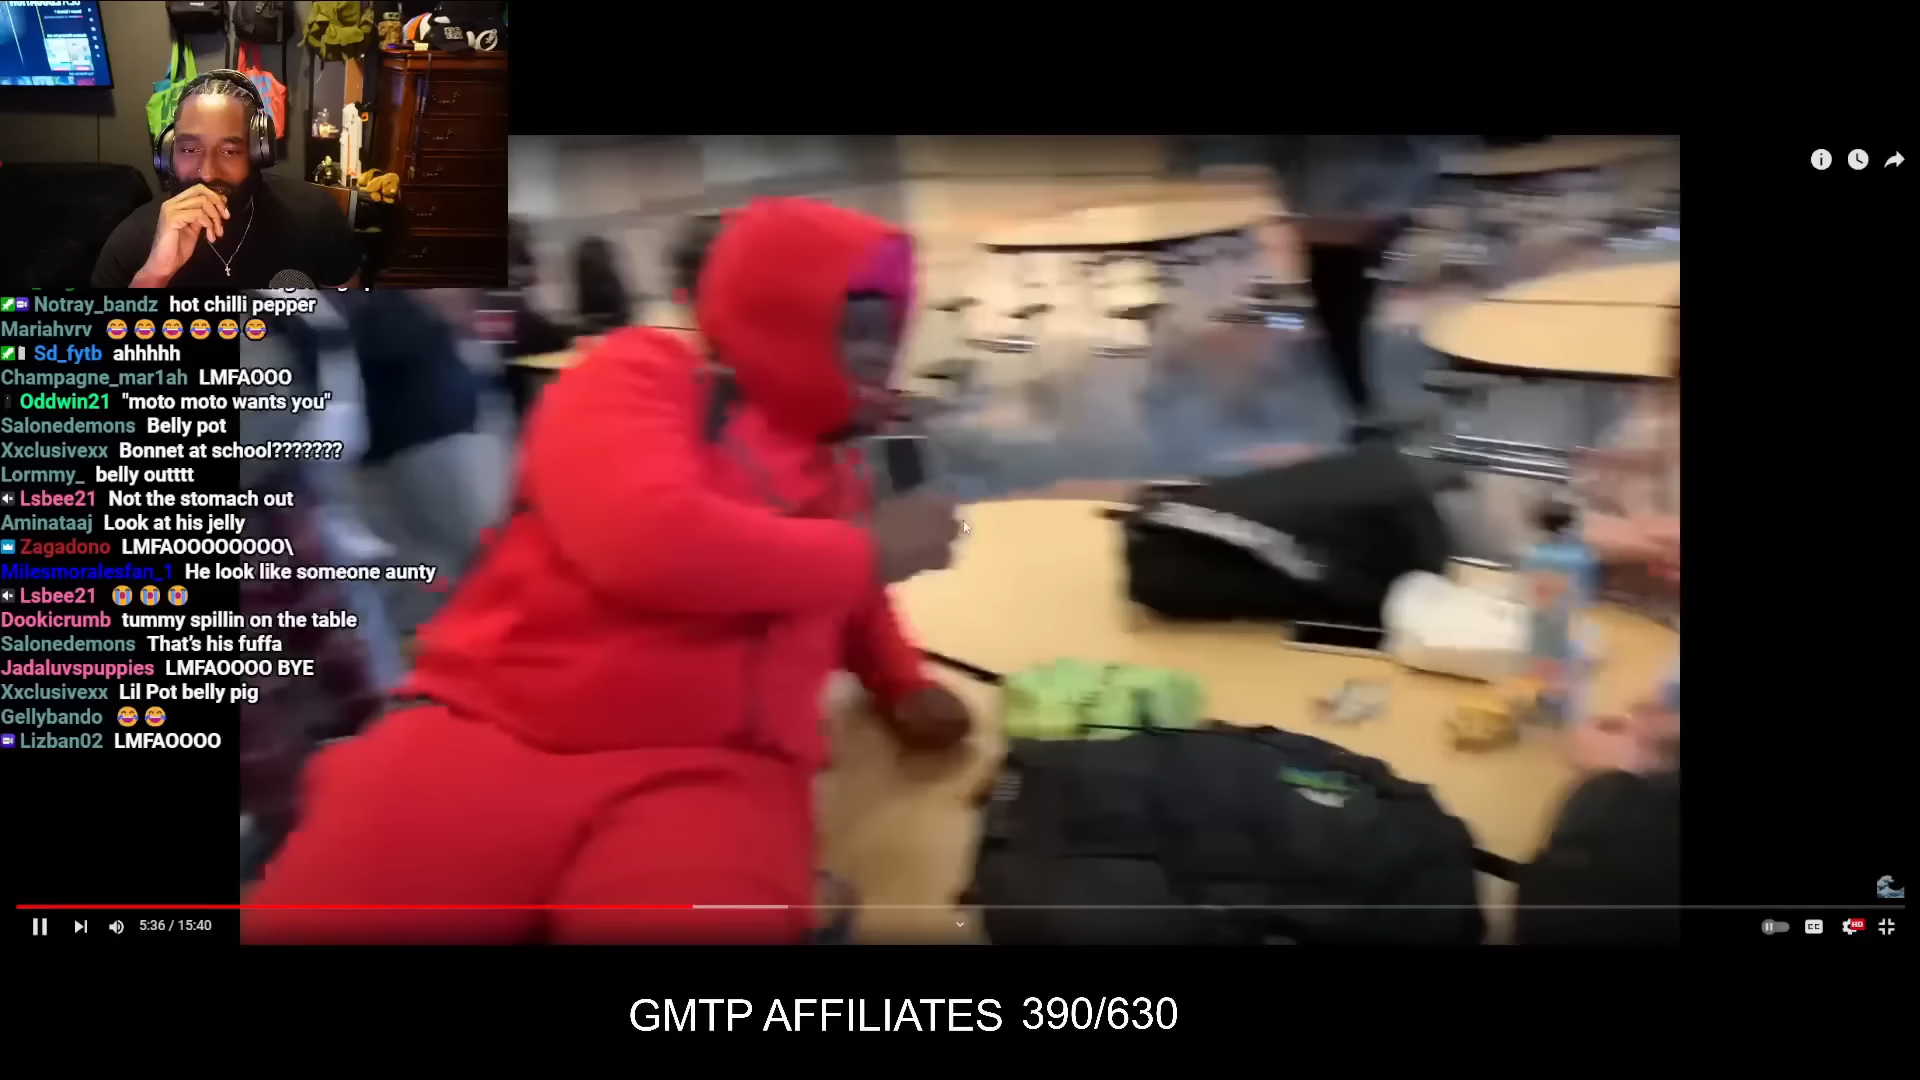 Notray_bandz hot chilli pepper
Mariahvrv 😂 😂 😂 😂 😂 😂
Sd_fytb ahhhhh
Champagne_mar1ah LMFAOOO
Oddwin21 "moto moto wants you"
Salonedemons Belly pot
Xxclusivexx Bonnet at school???????
Lormmy_ belly outttt
Lsbee21 Not the stomach out
Aminataaj Look at his jelly
Zagadono LMFAOOOOOOOO\
Milesmoralesfan_1 He look like someone aunty
Lsbee21 😭 😭 😭
Dookicrumb tummy spillin on the table
Salonedemons That's his fuffa
Jadaluvspuppies LMFAOOOO BYE
Xxclusivexx Lil Pot belly pig
Gellybando 😂 😂
Lizban02 LMFAOOOO
5:36 / 15:40
CC
HD
GMTP AFFILIATES 390/630